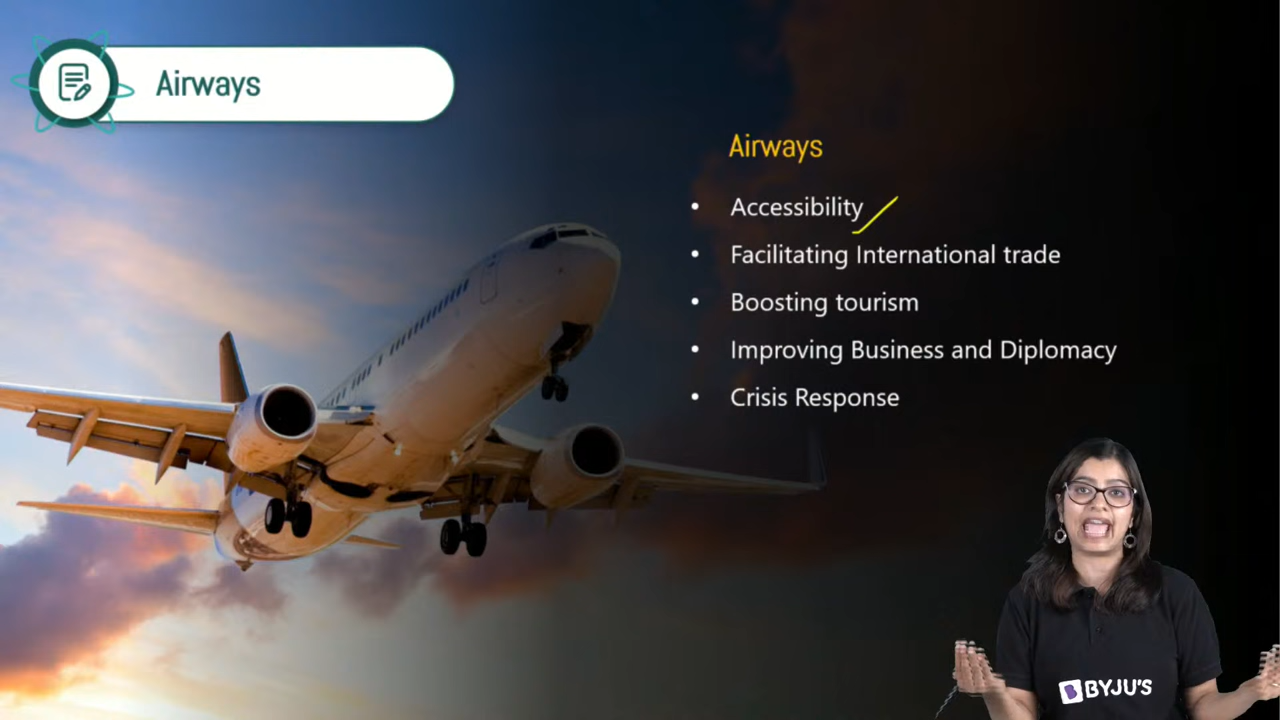 Airways
Airways
• Accessibility
• Facilitating International trade
• Boosting tourism
• Improving Business and Diplomacy
• Crisis Response
BYJU'S